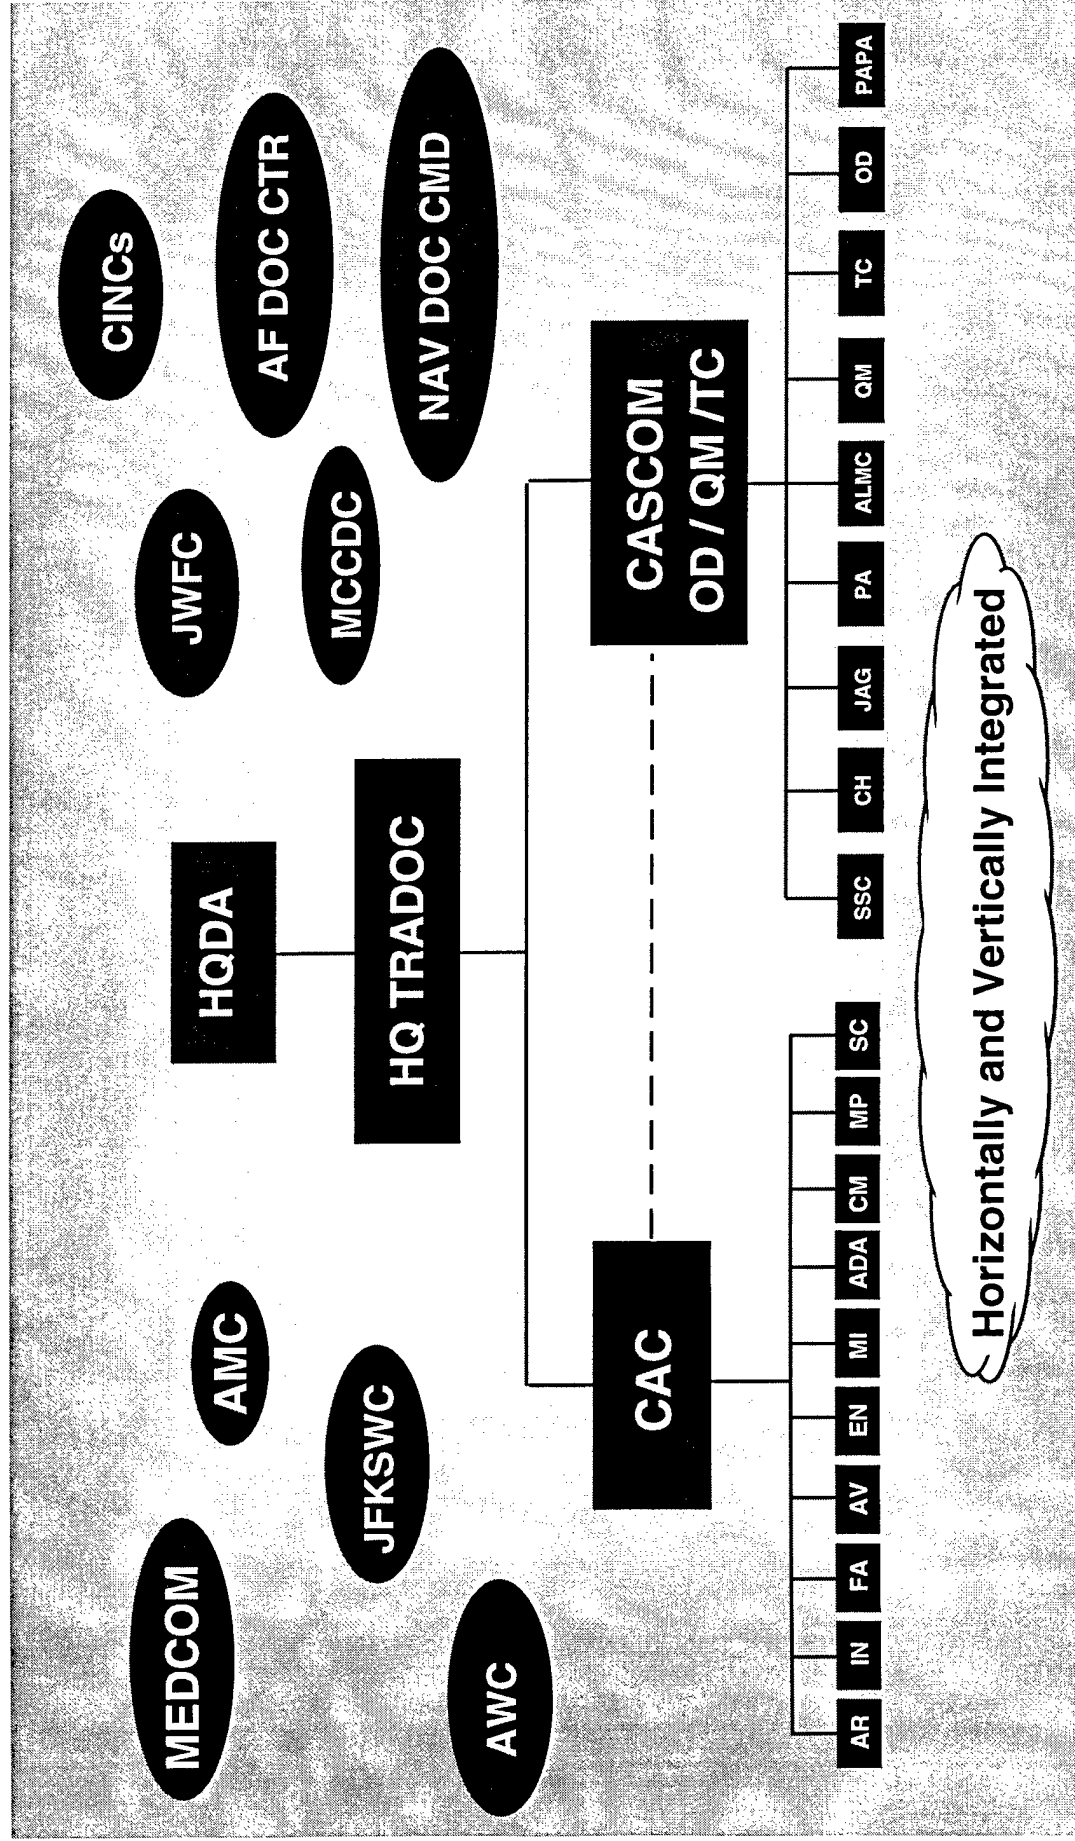 CINCs
JWFC
MEDCOM
AMC
HQDA
AF DOC CTR
MCCDC
JFKSWC
HQ TRADOC
NAV DOC CMD
AWC
CAC
CASCOM
OD / QM /TC
AR
IN
FA
AV
EN
MI
ADA
CM
MP
SC
SSC
CH
JAG
PA
ALMC
QM
TC
OD
PAPA
Horizontally and Vertically Integrated